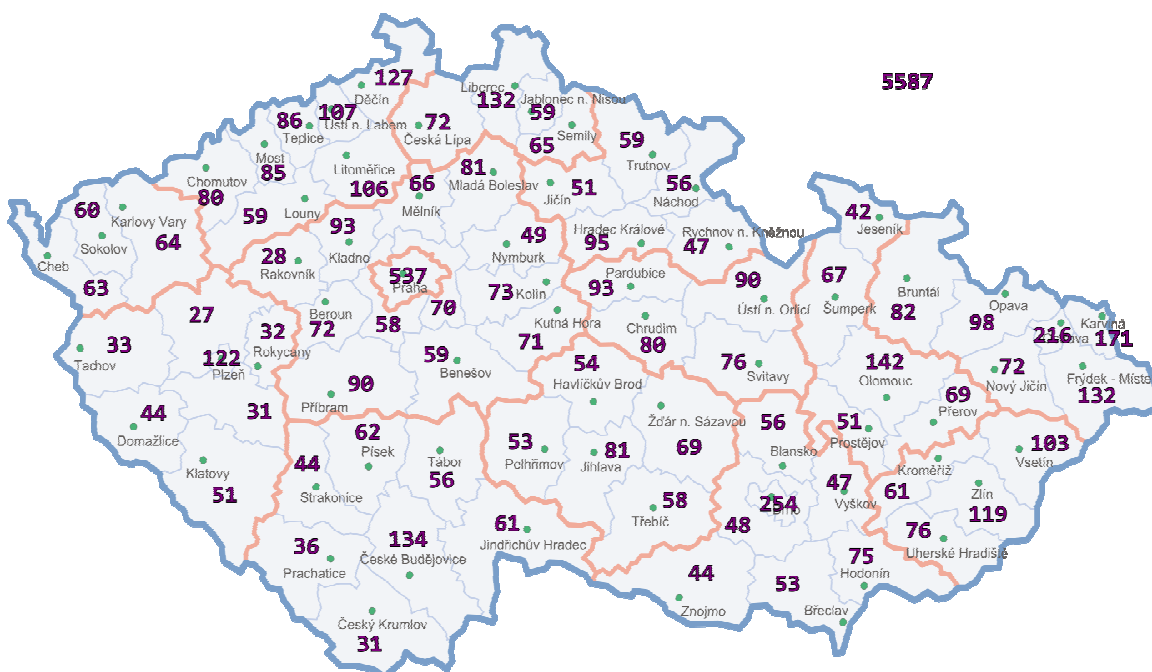 127
5587
Děčín
Liberec
132
Jablonec n. Nisou
59
86
107
Teplice
Ústí n. Labem
72
Česká Lípa
65
Semily
59
Trutnov
Most
85
Litoměřice
106
Chomutov
80
66
Mělník
81
Mladá Boleslav
51
Jičín
56
Náchod
60
Karlovy Vary
Sokolov
64
59
Louny
93
Kladno
28
Rakovník
49
Nymburk
Hradec Králové
95
Rychnov n. Kněžnou
47
42
Jeseník
Cheb
63
537
Praha
73
Kolín
Pardubice
93
90
Ústí n. Orlicí
67
Šumperk
Bruntál
82
Opava
98
216
Karviná
171
27
32
Rokycany
Beroun
72
58
70
Kutná Hora
71
Chrudim
80
33
Tachov
122
Plzeň
59
Benešov
54
Havlíčkův Brod
76
Svitavy
142
Olomouc
72
Nový Jičín
Frýdek - Místek
132
90
Příbram
44
Domažlice
31
69
Přerov
62
Písek
53
Pelhřimov
81
Jihlava
Žďár n. Sázavou
69
56
Blansko
51
Prostějov
103
Vsetín
Klatovy
51
44
Strakonice
Tábor
56
Kroměříž
61
47
Vyškov
Zlín
119
58
Třebíč
48
254
Brno
36
Prachatice
134
České Budějovice
61
Jindřichův Hradec
76
Uherské Hradiště
75
Hodonín
44
Znojmo
53
Břeclav
Český Krumlov
31